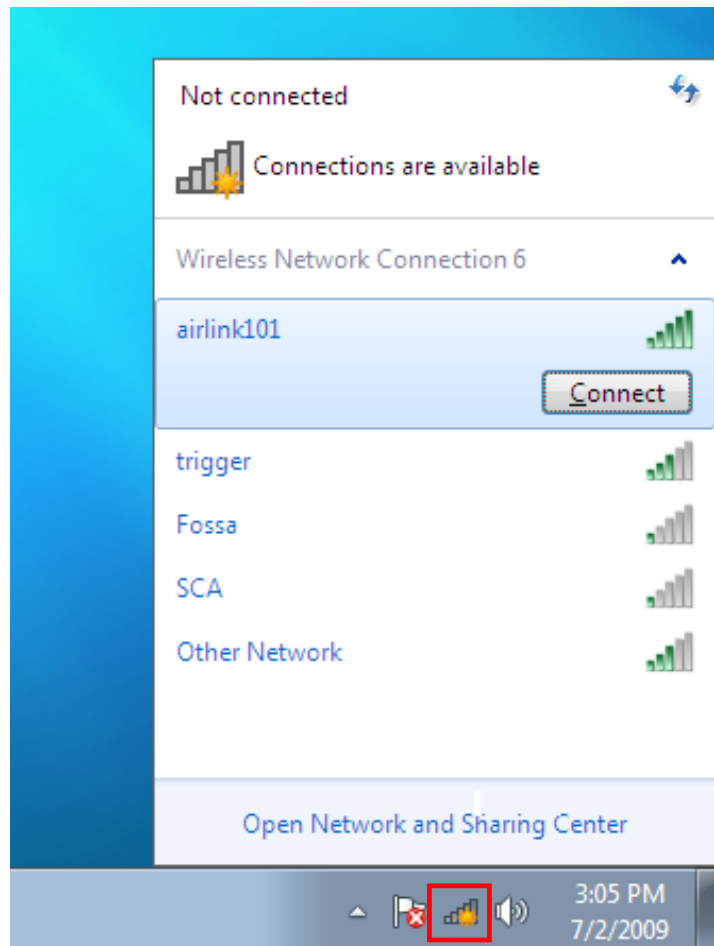 Not connected
Connections are available
Wireless Network Connection 6
airlink101
Connect
trigger
Fossa
SCA
Other Network
Open Network and Sharing Center
3:05 PM
7/2/2009